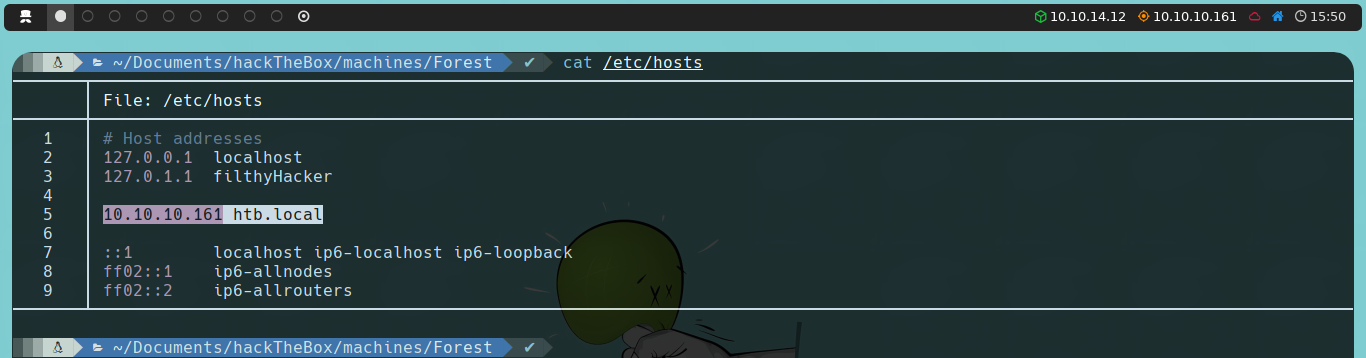 10.10.14.12 10.10.10.161 15:50
~/Documents/hackTheBox/machines/Forest ✔ cat /etc/hosts
File: /etc/hosts
1 # Host addresses
2 127.0.0.1 localhost
3 127.0.1.1 filthyHacker
4
5 10.10.10.161 htb.local
6
7 ::1 localhost ip6-localhost ip6-loopback
8 ff02::1 ip6-allnodes
9 ff02::2 ip6-allrouters
~/Documents/hackTheBox/machines/Forest ✔